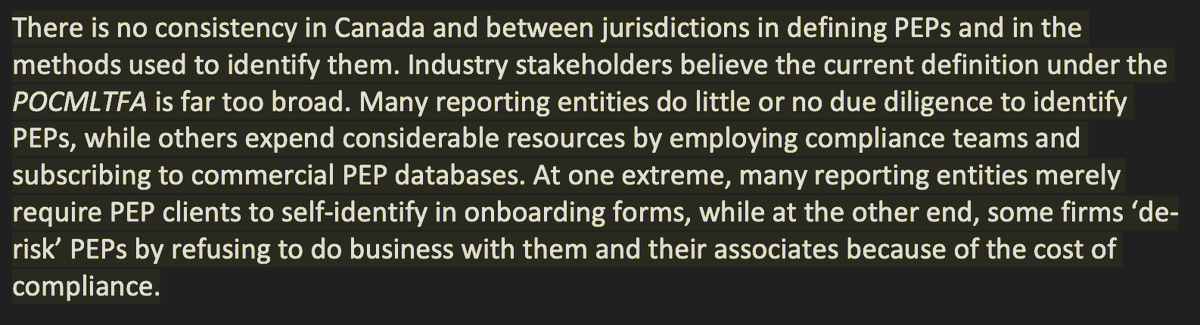 There is no consistency in Canada and between jurisdictions in defining PEPs and in the
methods used to identify them. Industry stakeholders believe the current definition under the
POCMLTFA is far too broad. Many reporting entities do little or no due diligence to identify
PEPs, while others expend considerable resources by employing compliance teams and
subscribing to commercial PEP databases. At one extreme, many reporting entities merely
require PEP clients to self-identify in onboarding forms, while at the other end, some firms ‘de-
risk’ PEPs by refusing to do business with them and their associates because of the cost of
compliance.